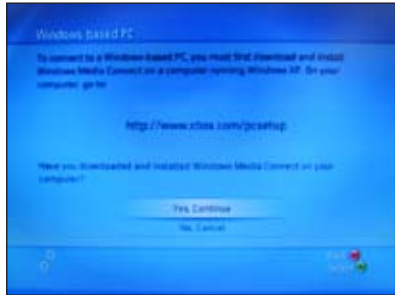 Windows based PC
To connect to a Windows-based PC, you must first download and install
Windows Media Connect on a computer running Windows XP. On your
computer, go to:
http://www.xbox.com/pcsetup
Have you downloaded and installed Windows Media Connect on your
computer?
Yes, Continue
No, Cancel
Back
Select